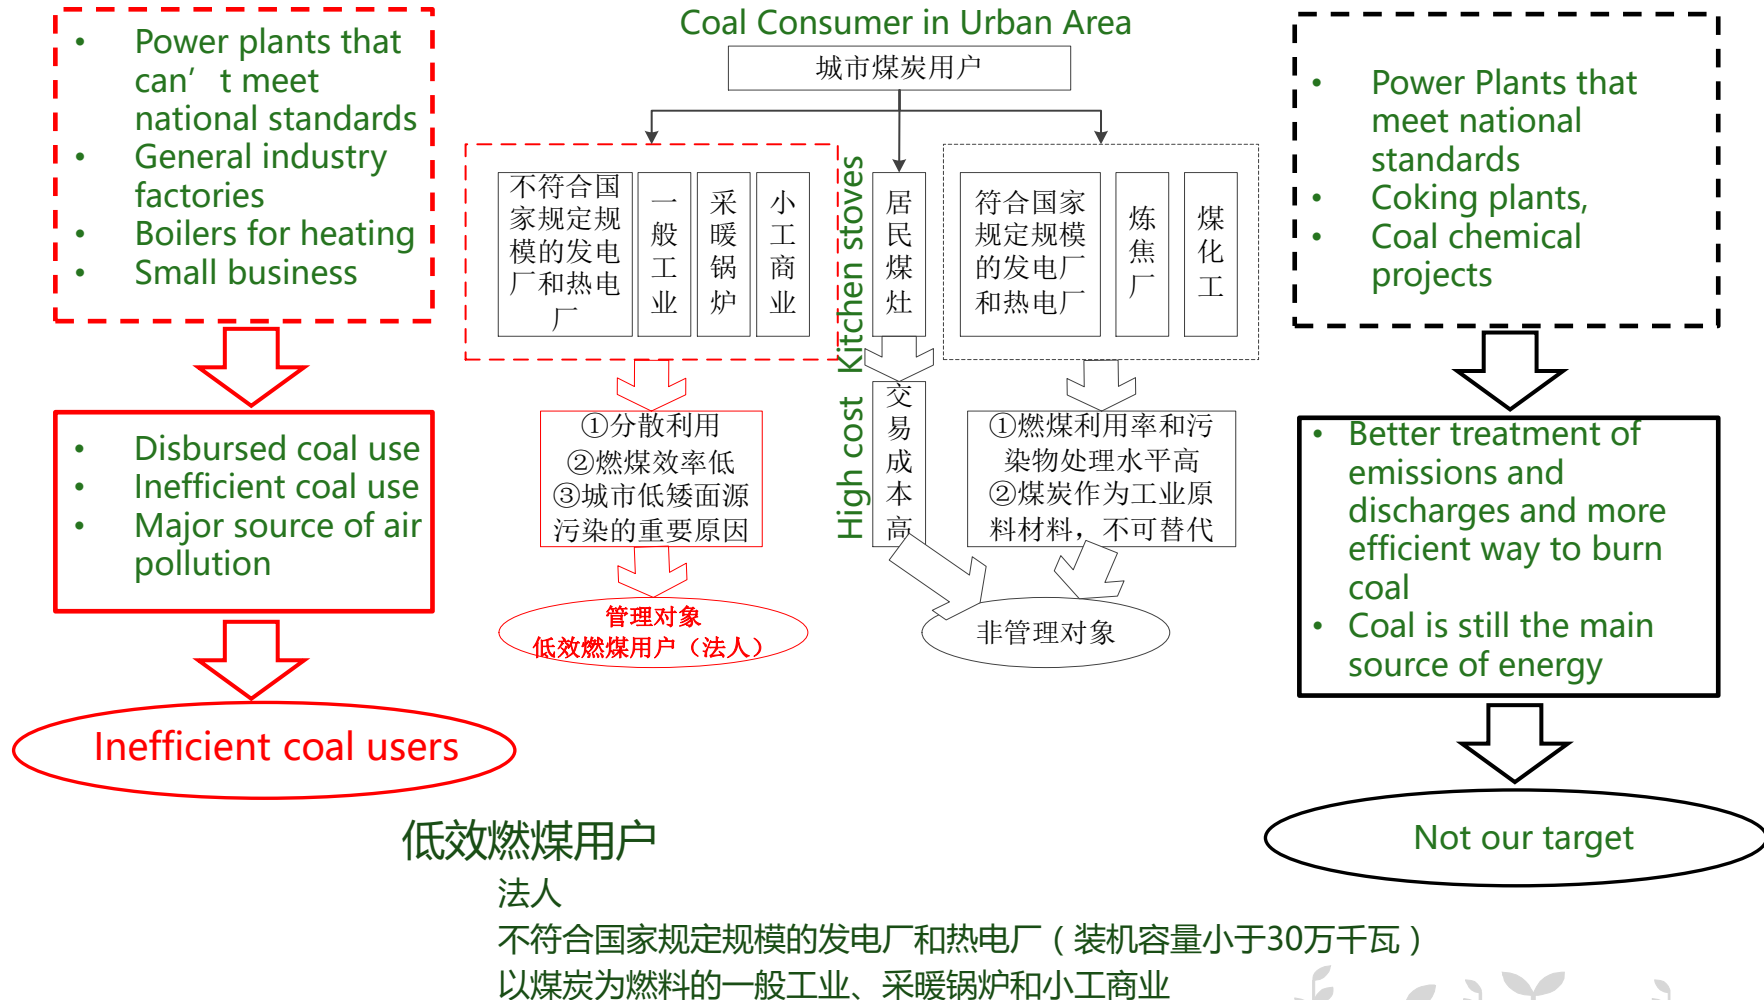 Coal Consumer in Urban Area
城市煤炭用户
• Power plants that
can’ t meet
national standards
• General industry
factories
• Boilers for heating
• Small business
不符合国
家规定规
模的发电
厂和热电
厂
一般工业
采暖锅炉
小工商业
Kitchen stoves
居民煤灶
符合国家
规定规模
的发电厂
和热电厂
炼焦厂
煤化工
• Power Plants that
meet national
standards
• Coking plants,
• Coal chemical
projects
• Disbursed coal use
• Inefficient coal use
• Major source of air
pollution
①分散利用
②燃煤效率低
③城市低矮面源
污染的重要原因
High cost
交易成本高
①燃煤利用率和污
染物处理水平高
②煤炭作为工业原
料材料，不可替代
• Better treatment of
emissions and
discharges and more
efficient way to burn
coal
• Coal is still the main
source of energy
管理对象
低效燃煤用户（法人）
非管理对象
Inefficient coal users
Not our target
低效燃煤用户
法人
不符合国家规定规模的发电厂和热电厂（装机容量小于30万千瓦）
以煤炭为燃料的一般工业、采暖锅炉和小工商业